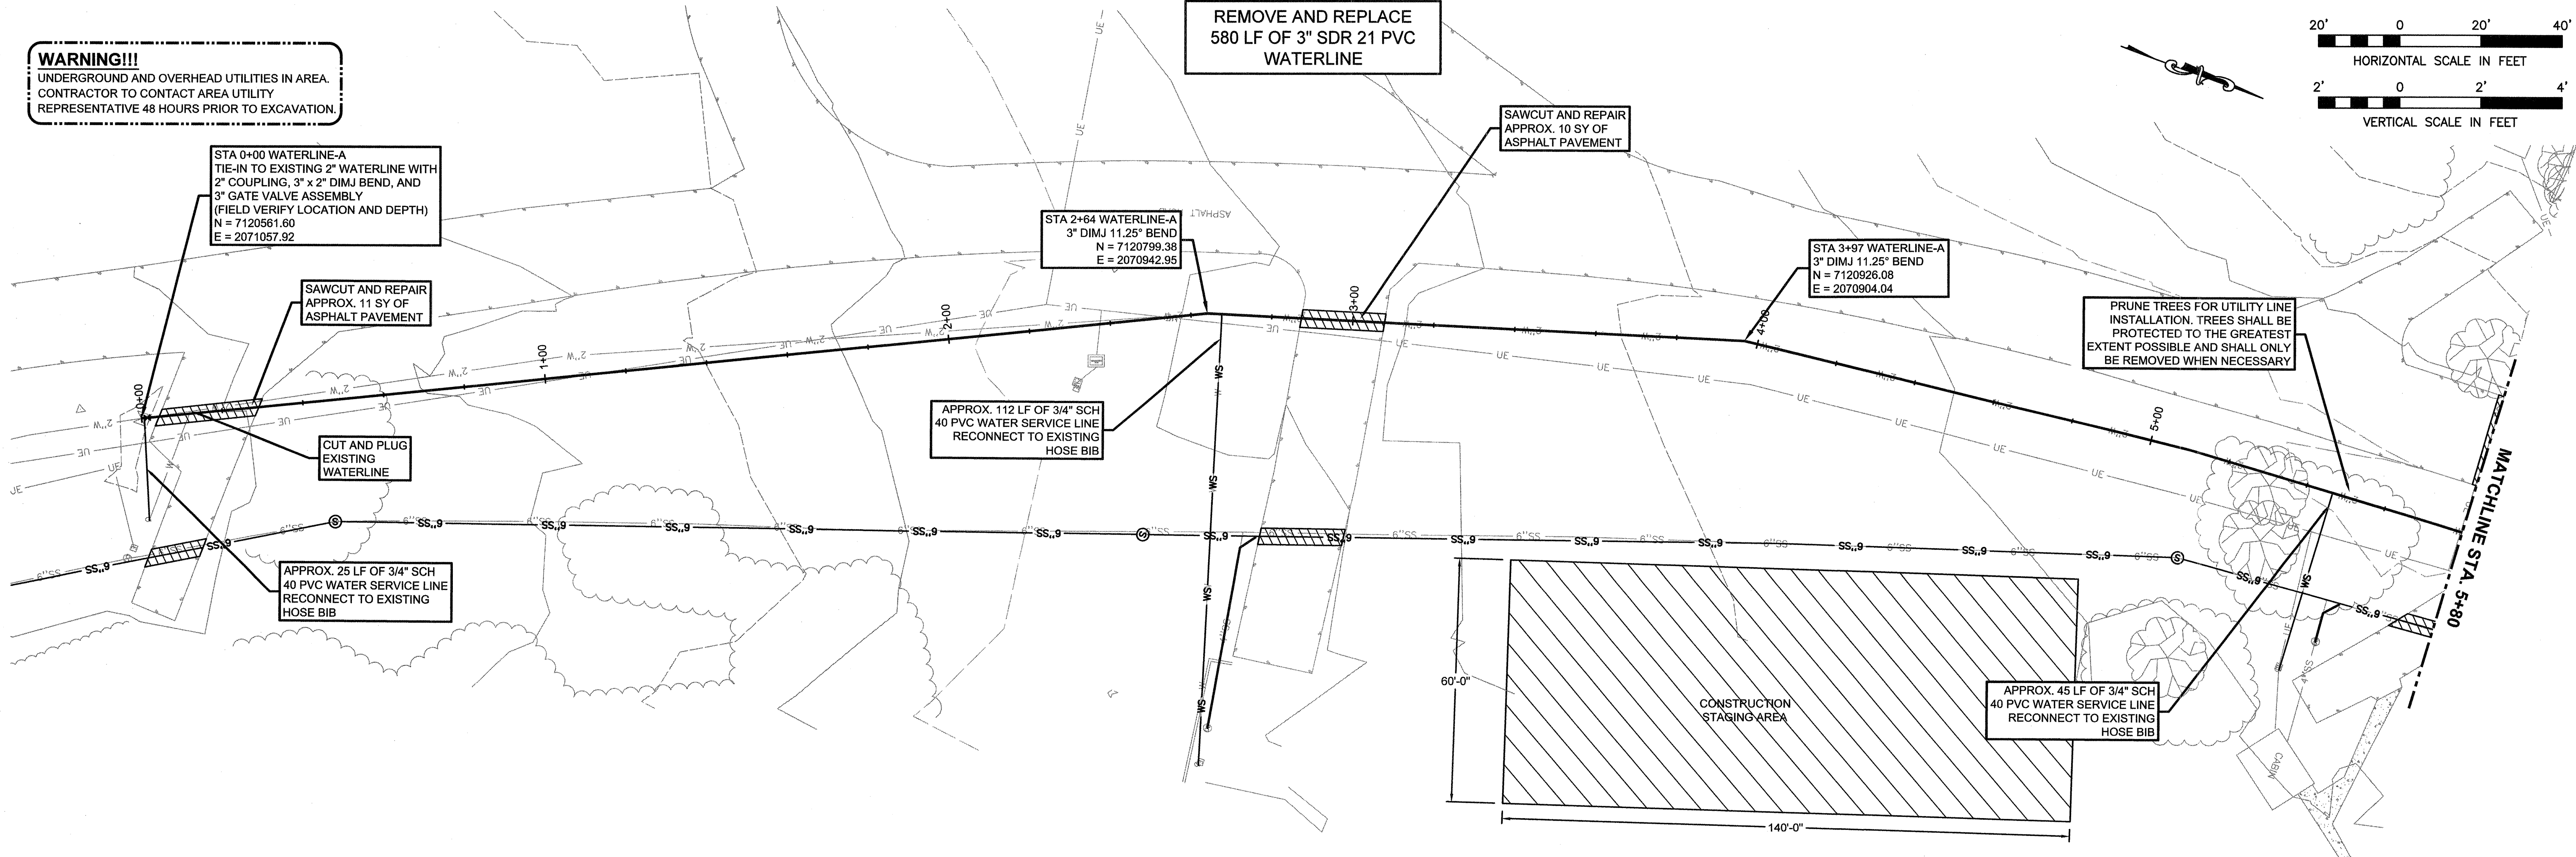 REMOVE AND REPLACE
580 LF OF 3" SDR 21 PVC
WATERLINE
20' 0 20' 40'
HORIZONTAL SCALE IN FEET
2' 0 2' 4'
VERTICAL SCALE IN FEET
WARNING!!!
UNDERGROUND AND OVERHEAD UTILITIES IN AREA.
CONTRACTOR TO CONTACT AREA UTILITY
REPRESENTATIVE 48 HOURS PRIOR TO EXCAVATION.
STA 0+00 WATERLINE-A
TIE-IN TO EXISTING 2" WATERLINE WITH
2" COUPLING, 3" x 2" DIMJ BEND, AND
3" GATE VALVE ASSEMBLY
(FIELD VERIFY LOCATION AND DEPTH)
N = 7120561.60
E = 2071057.92
SAWCUT AND REPAIR
APPROX. 10 SY OF
ASPHALT PAVEMENT
STA 2+64 WATERLINE-A
3" DIMJ 11.25° BEND
N = 7120799.38
E = 2070942.95
ASPHALT
STA 3+97 WATERLINE-A
3" DIMJ 11.25° BEND
N = 7120926.08
E = 2070904.04
SAWCUT AND REPAIR
APPROX. 11 SY OF
ASPHALT PAVEMENT
PRUNE TREES FOR UTILITY LINE
INSTALLATION. TREES SHALL BE
PROTECTED TO THE GREATEST
EXTENT POSSIBLE AND SHALL ONLY
BE REMOVED WHEN NECESSARY
0+00
1+00
2+00
3+00
4+00
5+00
CUT AND PLUG
EXISTING
WATERLINE
APPROX. 112 LF OF 3/4" SCH
40 PVC WATER SERVICE LINE
RECONNECT TO EXISTING
HOSE BIB
MATCHLINE STA. 5+80
APPROX. 25 LF OF 3/4" SCH
40 PVC WATER SERVICE LINE
RECONNECT TO EXISTING
HOSE BIB
UE
2"W
6"SS
WS
4"SS
S
60'-0"
CONSTRUCTION
STAGING AREA
140'-0"
APPROX. 45 LF OF 3/4" SCH
40 PVC WATER SERVICE LINE
RECONNECT TO EXISTING
HOSE BIB
CABIN